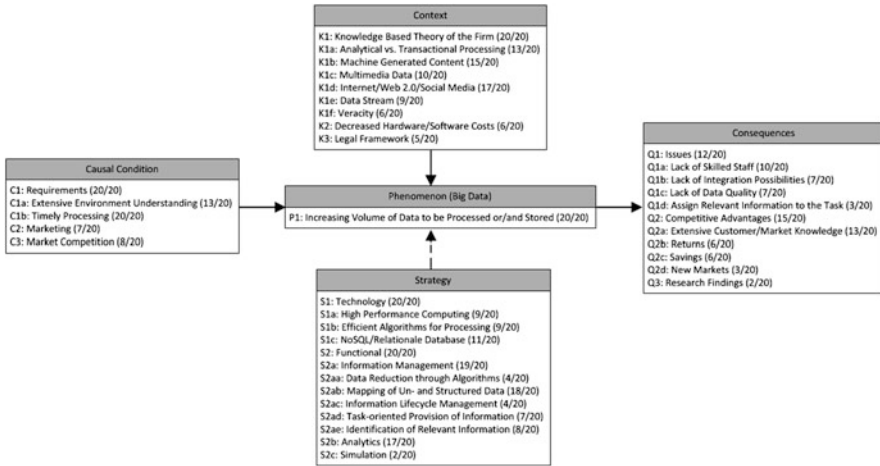 Context
K1: Knowledge Based Theory of the Firm (20/20)
K1a: Analytical vs. Transactional Processing (13/20)
K1b: Machine Generated Content (15/20)
K1c: Multimedia Data (10/20)
K1d: Internet/Web 2.0/Social Media (17/20)
K1e: Data Stream (9/20)
K1f: Veracity (6/20)
K2: Decreased Hardware/Software Costs (6/20)
K3: Legal Framework (5/20)
Causal Condition
C1: Requirements (20/20)
C1a: Extensive Environment Understanding (13/20)
C1b: Timely Processing (20/20)
C2: Marketing (7/20)
C3: Market Competition (8/20)
Phenomenon (Big Data)
P1: Increasing Volume of Data to be Processed or/and Stored (20/20)
Consequences
Q1: Issues (12/20)
Q1a: Lack of Skilled Staff (10/20)
Q1b: Lack of Integration Possibilities (7/20)
Q1c: Lack of Data Quality (7/20)
Q1d: Assign Relevant Information to the Task (3/20)
Q2: Competitive Advantages (15/20)
Q2a: Extensive Customer/Market Knowledge (13/20)
Q2b: Returns (6/20)
Q2c: Savings (6/20)
Q2d: New Markets (3/20)
Q3: Research Findings (2/20)
Strategy
S1: Technology (20/20)
S1a: High Performance Computing (9/20)
S1b: Efficient Algorithms for Processing (9/20)
S1c: NoSQL/Relationale Database (11/20)
S2: Functional (20/20)
S2a: Information Management (19/20)
S2aa: Data Reduction through Algorithms (4/20)
S2ab: Mapping of Un- and Structured Data (18/20)
S2ac: Information Lifecycle Management (4/20)
S2ad: Task-oriented Provision of Information (7/20)
S2ae: Identification of Relevant Information (8/20)
S2b: Analytics (17/20)
S2c: Simulation (2/20)